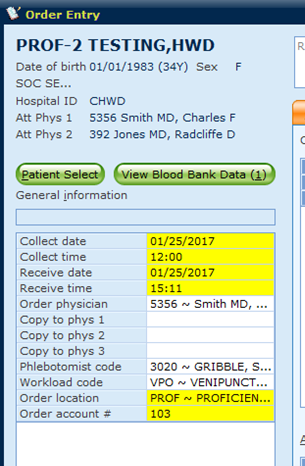 Order Entry
PROF-2 TESTING,HWD
Date of birth 01/01/1983 (34Y) Sex F
SOC SE...
Hospital ID CHWD
Att Phys 1 5356 Smith MD, Charles F
Att Phys 2 392 Jones MD, Radcliffe D
Patient Select View Blood Bank Data (1)
General information
Collect date 01/25/2017
Collect time 12:00
Receive date 01/25/2017
Receive time 15:11
Order physician 5356 ~ Smith MD, ...
Copy to phys 1
Copy to phys 2
Copy to phys 3
Phlebotomist code 3020 ~ GRIBBLE, S...
Workload code VPO ~ VENIPUNCT...
Order location PROF ~ PROFICIEN...
Order account # 103